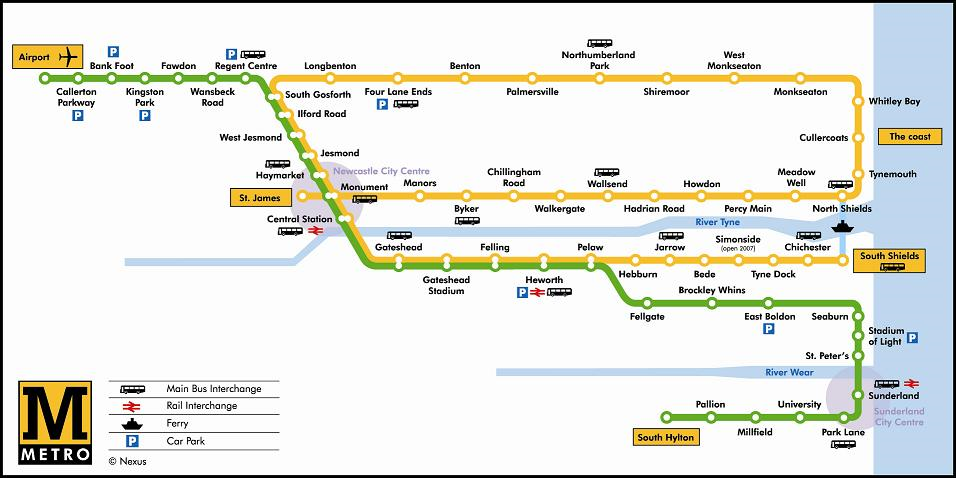 Airport
Bank Foot
Fawdon
Regent Centre
Callerton
Parkway
Kingston
Park
Wansbeck
Road
Longbenton
Benton
Northumberland
Park
West
Monkseaton
South Gosforth
Four Lane Ends
Palmersville
Shiremoor
Monkseaton
Whitley Bay
Ilford Road
West Jesmond
Cullercoats
The coast
Jesmond
Haymarket
Newcastle City Centre
Tynemouth
St. James
Monument
Manors
Chillingham
Road
Wallsend
Howdon
Meadow
Well
Byker
Walkergate
Hadrian Road
Percy Main
North Shields
Central Station
River Tyne
Gateshead
Felling
Pelaw
Jarrow
Simonside
(open 2007)
Chichester
South Shields
Gateshead
Stadium
Heworth
Hebburn
Bede
Tyne Dock
Brockley Whins
Fellgate
East Boldon
Seaburn
Stadium
of Light
St. Peter's
River Wear
Sunderland
Sunderland
City Centre
Pallion
University
South Hylton
Millfield
Park Lane
M
METRO
Main Bus Interchange
Rail Interchange
Ferry
P Car Park
© Nexus
P
P
P
P
P
P
P
P